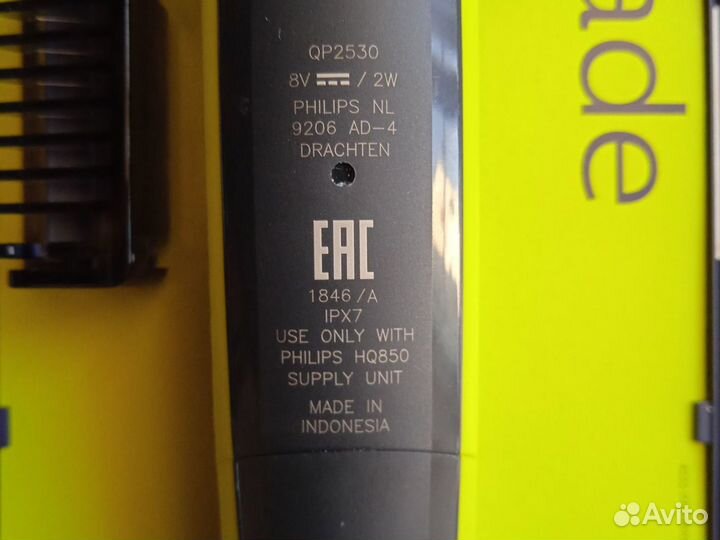 QP2530
8V ⎓ / 2W
PHILIPS NL
9206 AD-4
DRACHTEN
EAC
1846/A
IPX7
USE ONLY WITH
PHILIPS HQ850
SUPPLY UNIT
MADE IN
INDONESIA
ade
Avito